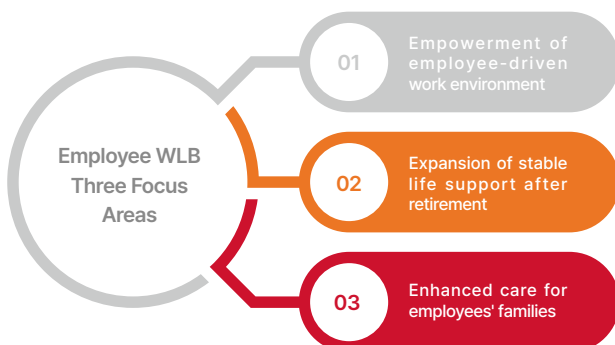 Employee WLB
Three Focus
Areas
01
Empowerment of
employee-driven
work environment
02
Expansion of stable
life support after
retirement
03
Enhanced care for
employees' families